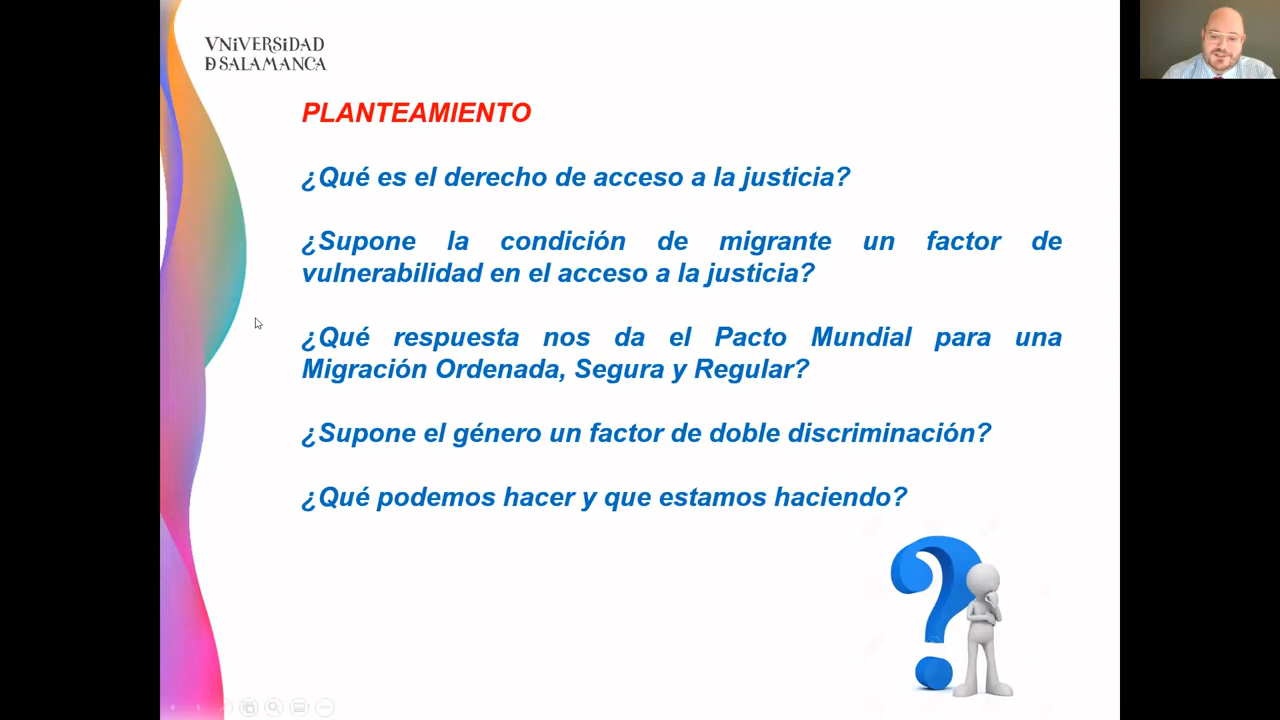 VNiVERSiDAD
D SALAMANCA
PLANTEAMIENTO
¿Qué es el derecho de acceso a la justicia?
¿Supone la condición de migrante un factor de
vulnerabilidad en el acceso a la justicia?
¿Qué respuesta nos da el Pacto Mundial para una
Migración Ordenada, Segura y Regular?
¿Supone el género un factor de doble discriminación?
¿Qué podemos hacer y que estamos haciendo?